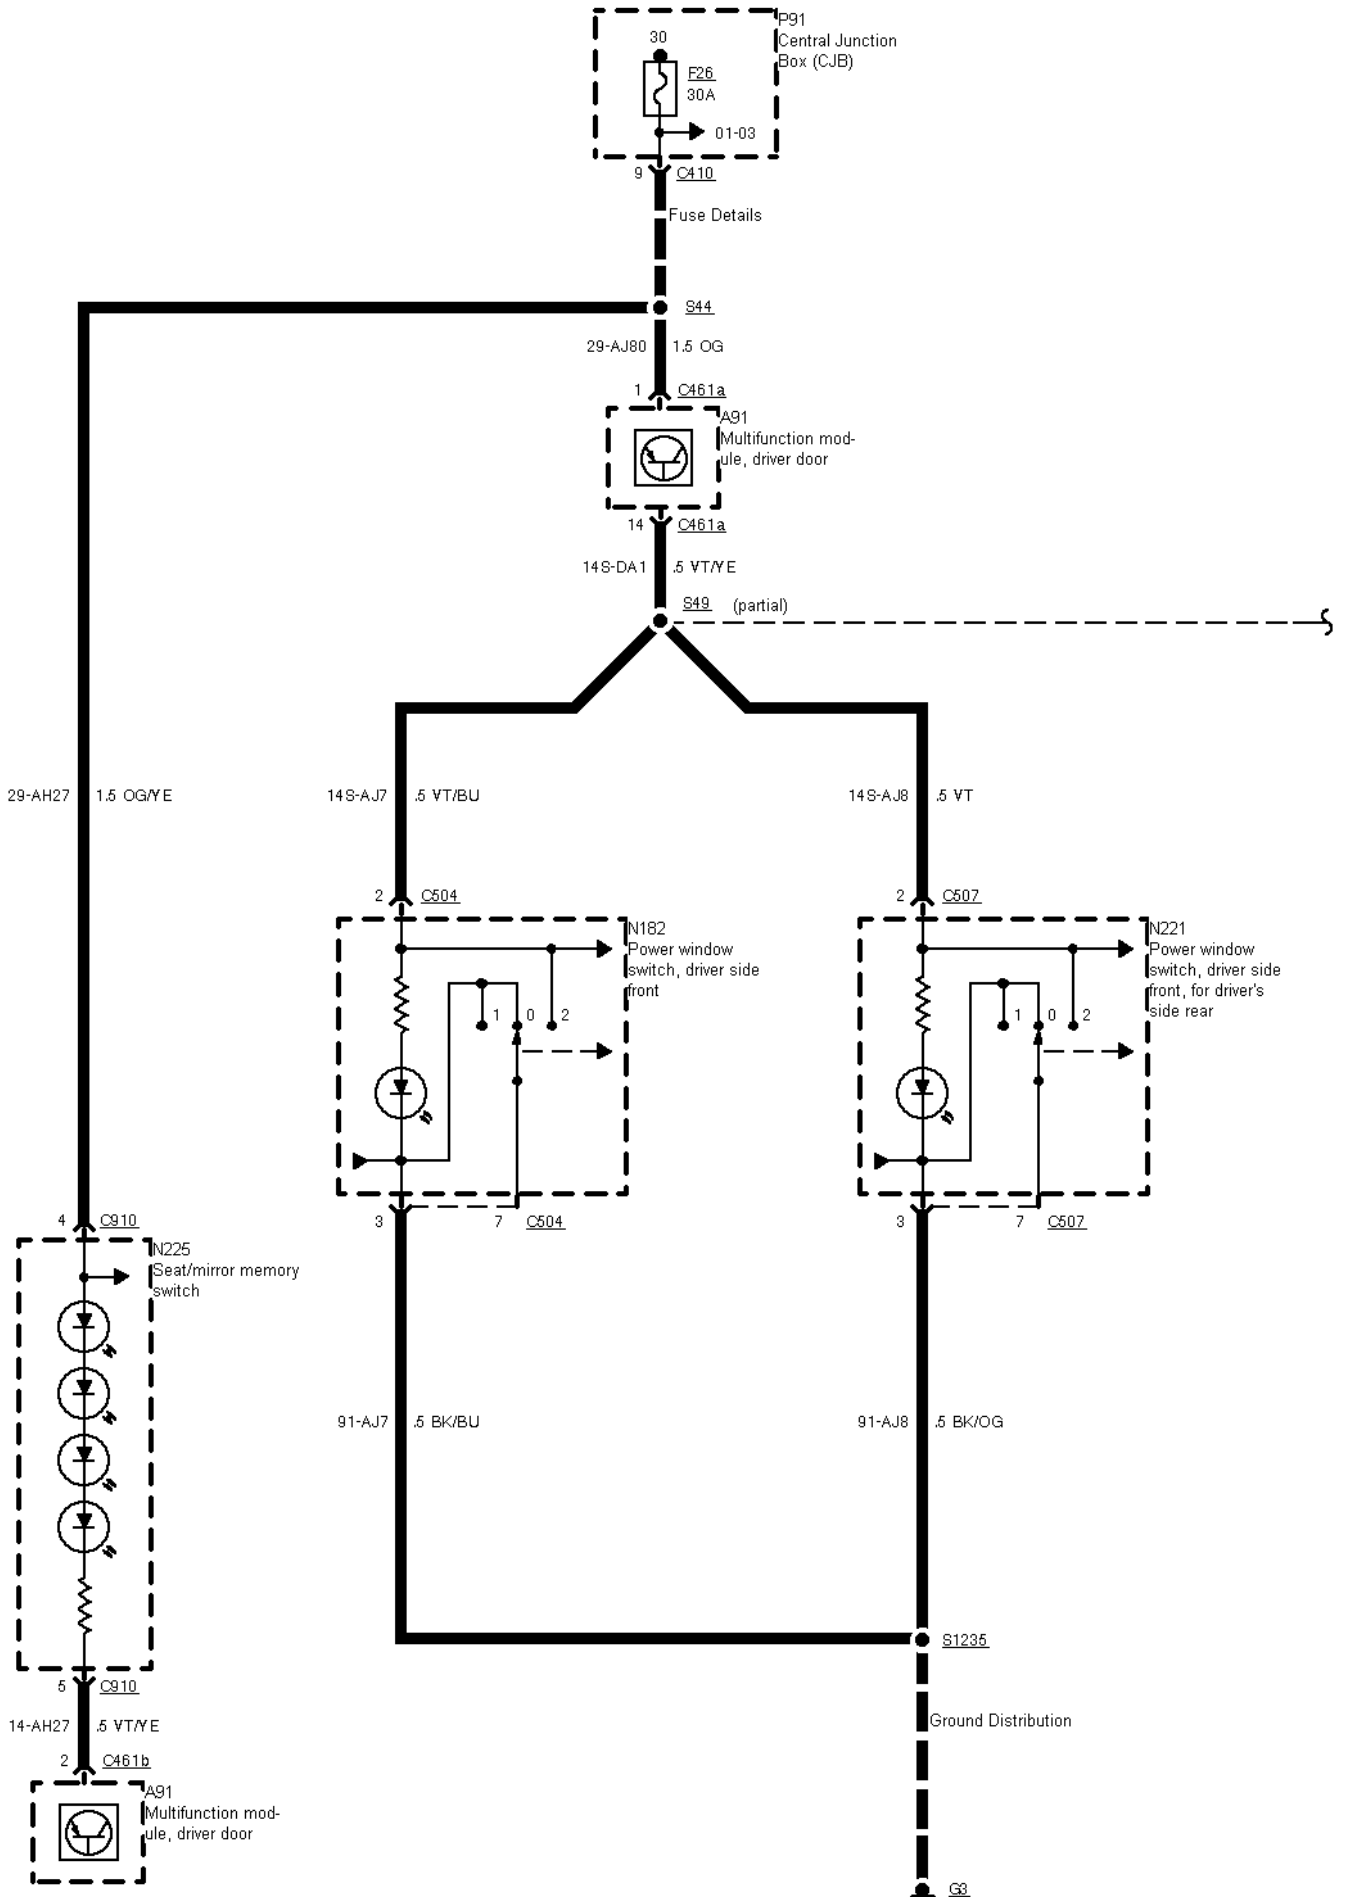 P91
Central Junction
Box (CJB)
30
F26
30A
01-03
9 C410
Fuse Details
S44
29-AJ80 1.5 OG
1 C461a
A91
Multifunction mod-
ule, driver door
14 C461a
14S-DA1 .5 VT/YE
S49 (partial)
29-AH27 1.5 OG/YE
14S-AJ7 .5 VT/BU
14S-AJ8 .5 VT
2 C504
2 C507
N182
Power window
switch, driver side
front
1 0 2
N221
Power window
switch, driver side
front, for driver's
side rear
1 0 2
3 7 C504
3 7 C507
4 C910
N225
Seat/mirror memory
switch
91-AJ7 .5 BK/BU
91-AJ8 .5 BK/OG
S1235
5 C910
14-AH27 .5 VT/YE
Ground Distribution
2 C461b
A91
Multifunction mod-
ule, driver door
G3